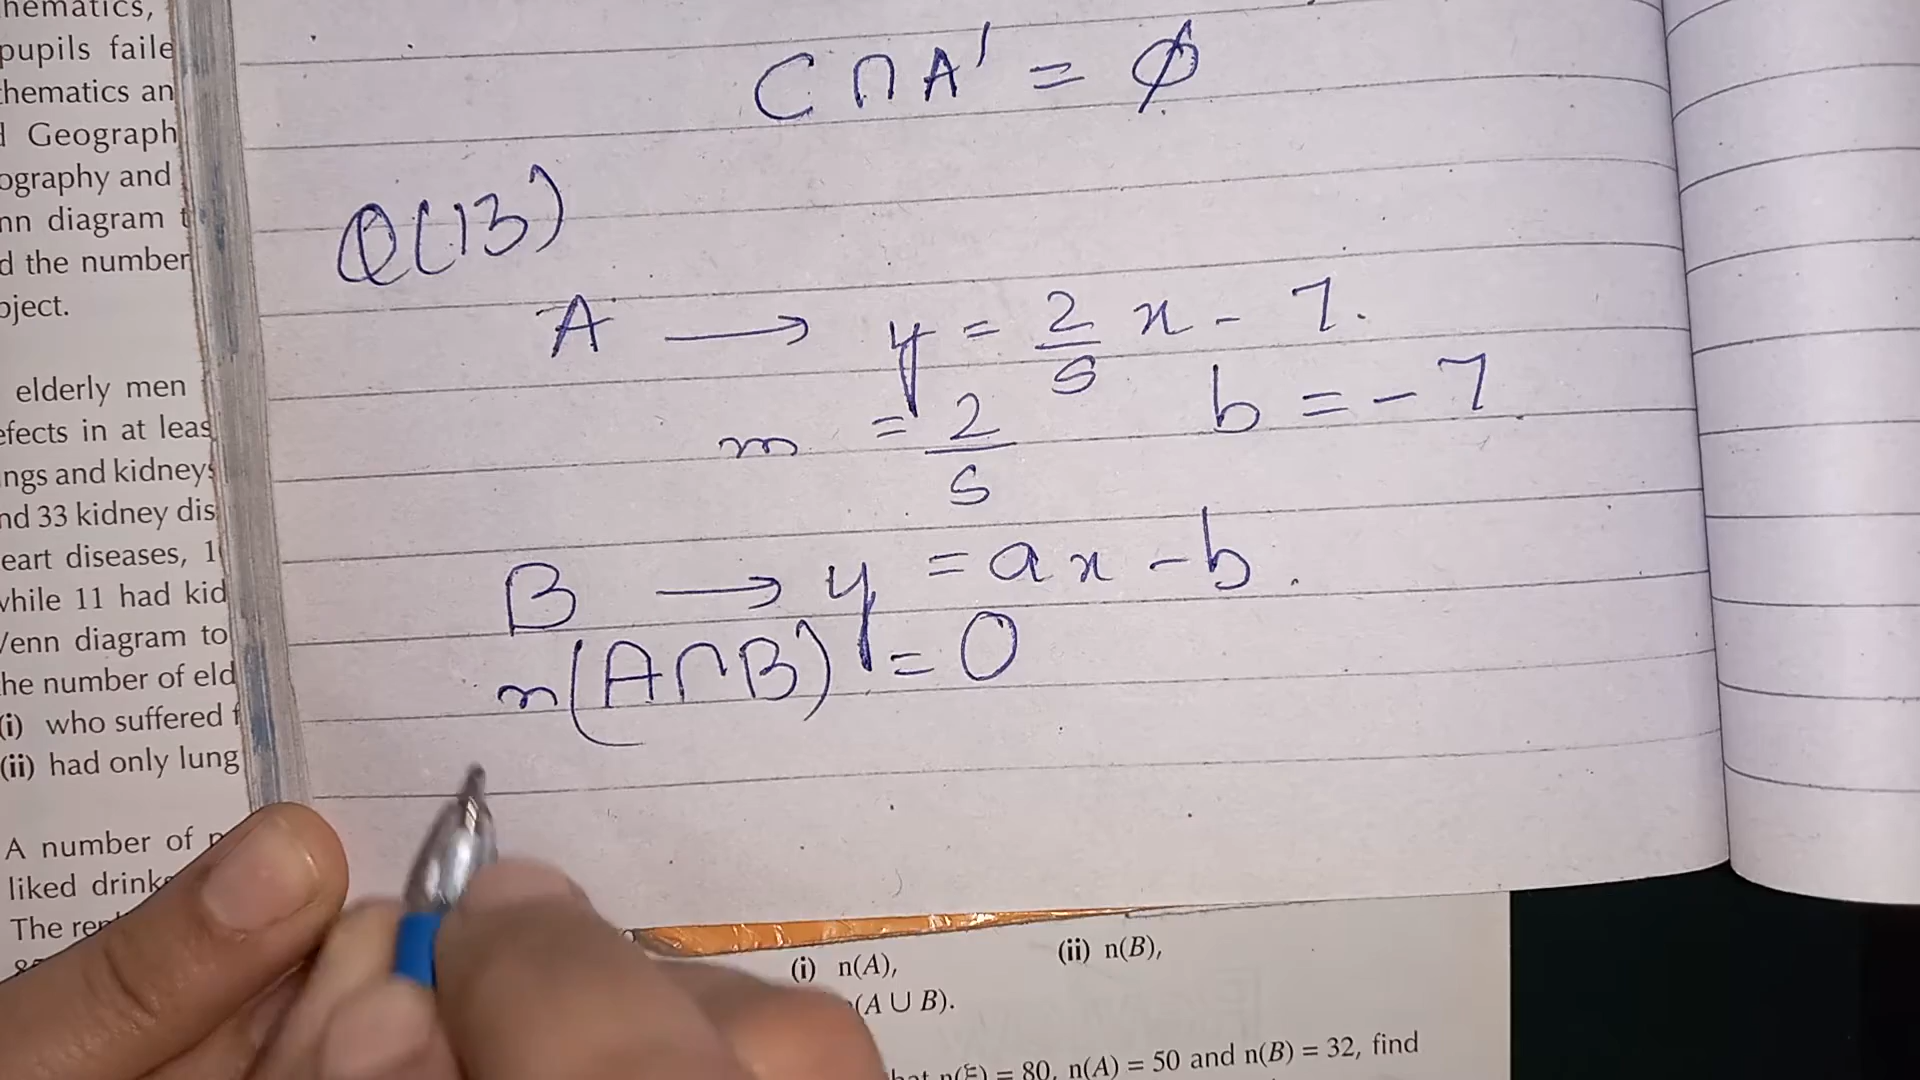 hematics,
pupils faile
hematics an
d Geograph
ography and
nn diagram t
d the number
bject.
elderly men
efects in at leas
ngs and kidneys
nd 33 kidney dis
eart diseases, 1
while 11 had kid
Venn diagram to
he number of eld
(i) who suffered f
(ii) had only lung
A number of p
liked drinks
The rep
C ∩ A' = ϕ
Q(13)
A → y = 2/5 x - 7.
m = 2/5 b = - 7
B → y = ax - b.
n(A∩B) = 0
(i) n(A), (ii) n(B),
(A ∪ B).
hat n(ξ) = 80, n(A) = 50 and n(B) = 32, find